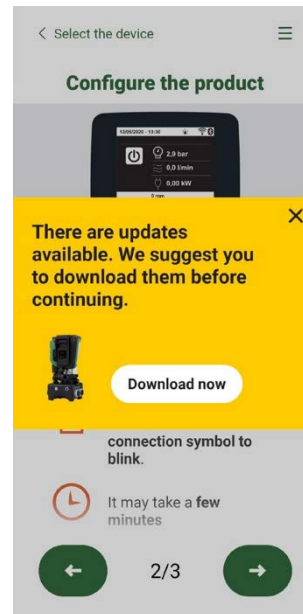 Select the device
Configure the product
12/06/2020 - 13:30
2,9 bar
0,0 l/min
0,00 kW
There are updates
available. We suggest you
to download them before
continuing.
Download now
connection symbol to
blink.
It may take a few
minutes
2/3